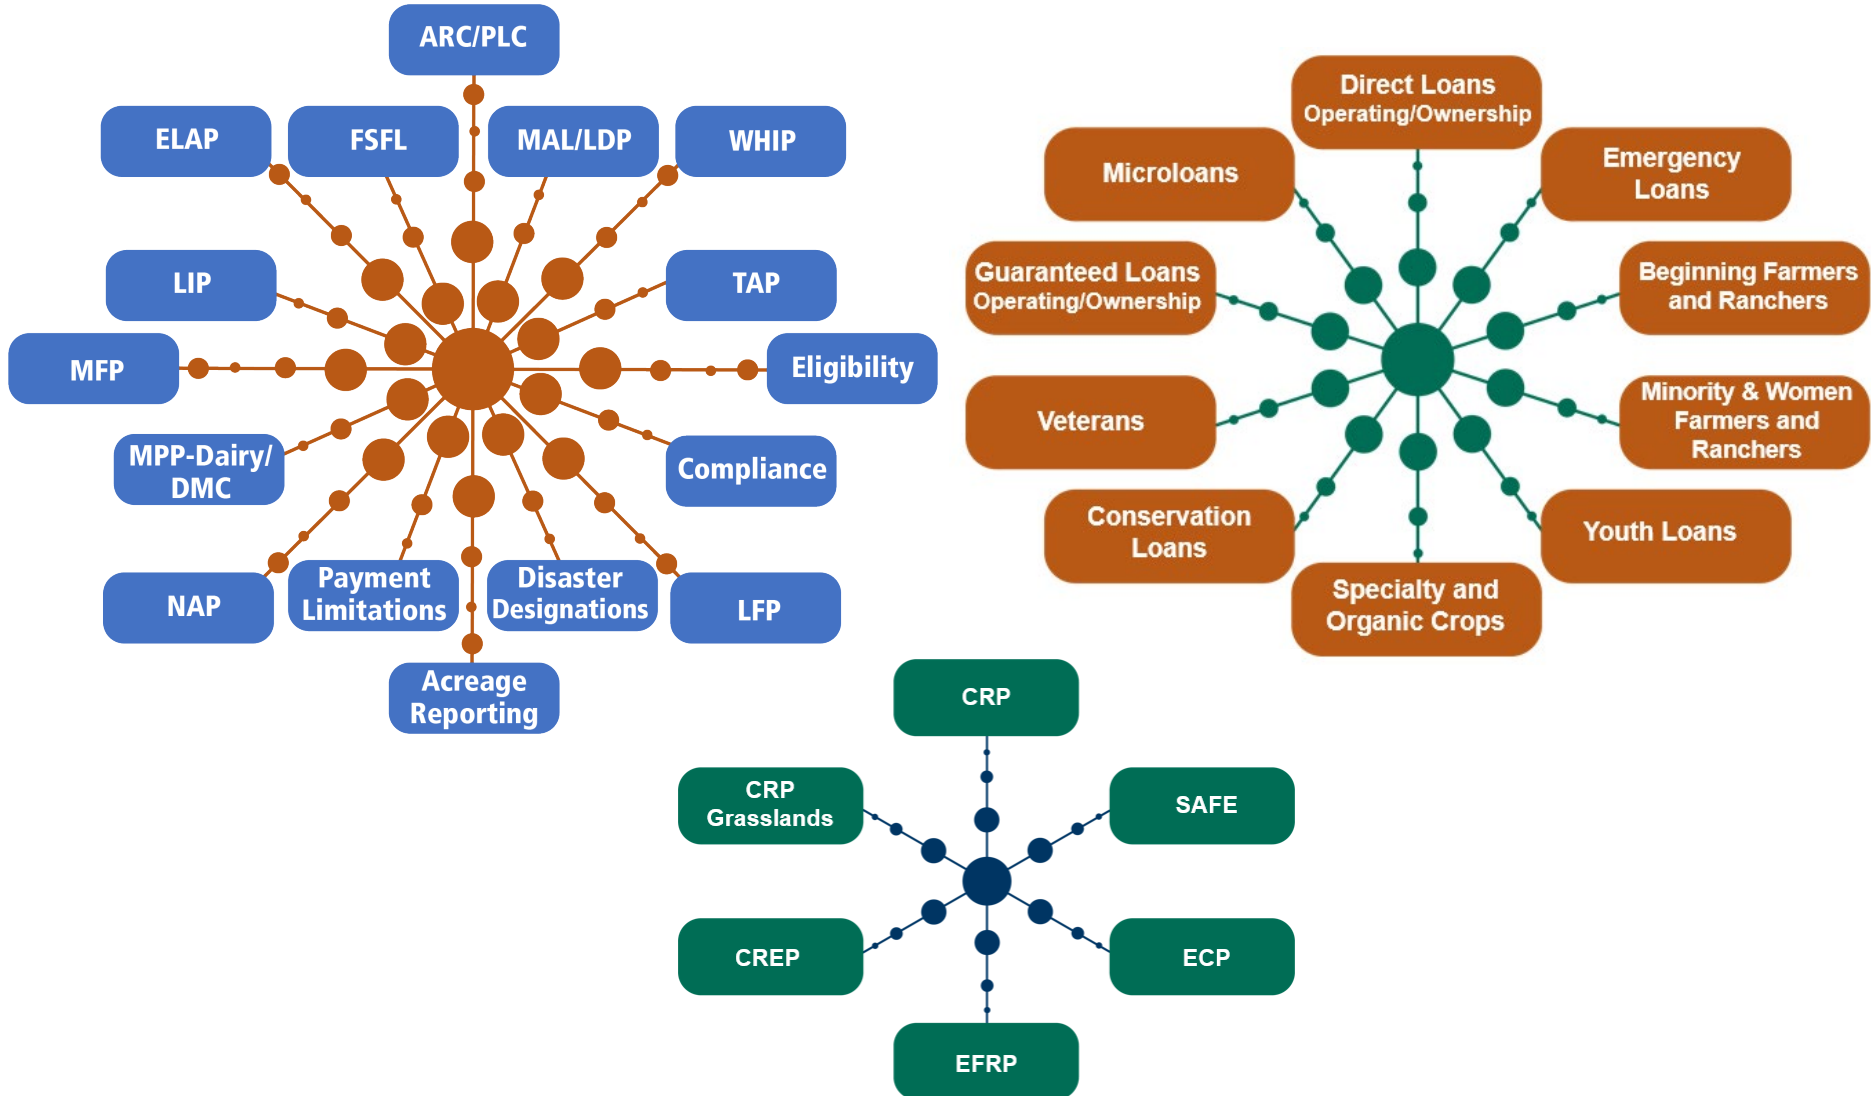 ARC/PLC
ELAP
FSFL
MAL/LDP
WHIP
LIP
TAP
MFP
Eligibility
MPP-Dairy/
DMC
Compliance
NAP
Payment
Limitations
Disaster
Designations
LFP
Acreage
Reporting
Direct Loans
Operating/Ownership
Microloans
Emergency
Loans
Guaranteed Loans
Operating/Ownership
Beginning Farmers
and Ranchers
Veterans
Minority & Women
Farmers and
Ranchers
Conservation
Loans
Youth Loans
Specialty and
Organic Crops
CRP
CRP
Grasslands
SAFE
CREP
ECP
EFRP